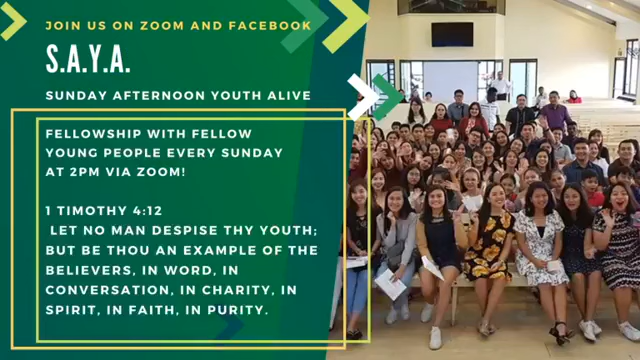 JOIN US ON ZOOM AND FACEBOOK
S.A.Y.A.
SUNDAY AFTERNOON YOUTH ALIVE
FELLOWSHIP WITH FELLOW
YOUNG PEOPLE EVERY SUNDAY
AT 2PM VIA ZOOM!
1 TIMOTHY 4:12
LET NO MAN DESPISE THY YOUTH;
BUT BE THOU AN EXAMPLE OF THE
BELIEVERS, IN WORD, IN
CONVERSATION, IN CHARITY, IN
SPIRIT, IN FAITH, IN PURITY.